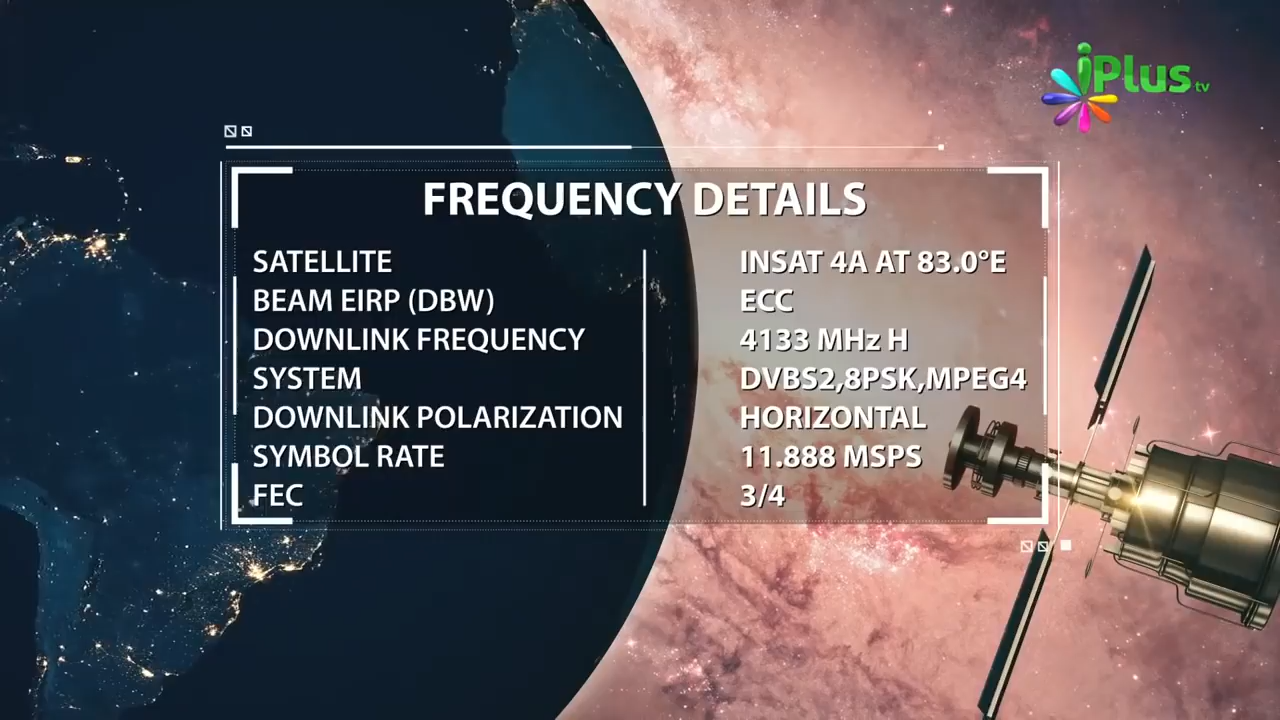 iPlus tv
FREQUENCY DETAILS
SATELLITE INSAT 4A AT 83.0°E
BEAM EIRP (DBW) ECC
DOWNLINK FREQUENCY 4133 MHz H
SYSTEM DVBS2,8PSK,MPEG4
DOWNLINK POLARIZATION HORIZONTAL
SYMBOL RATE 11.888 MSPS
FEC 3/4